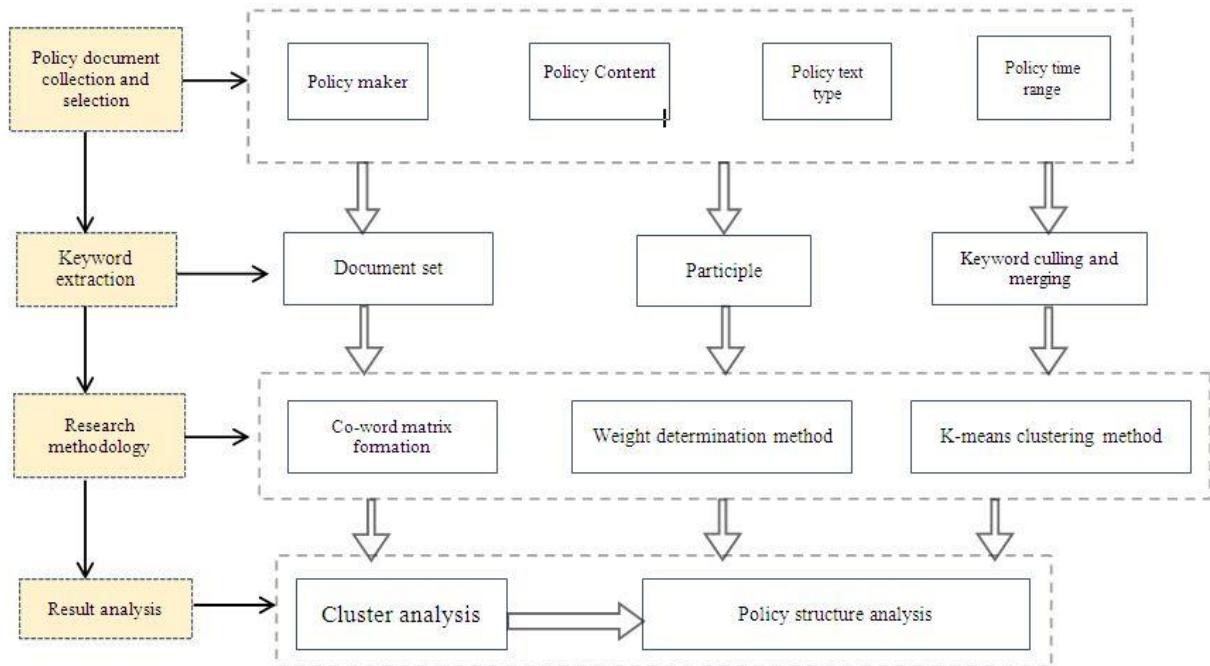 Policy document
collection and
selection
Policy maker
Policy Content
Policy text
type
Policy time
range
Keyword
extraction
Document set
Participle
Keyword culling and
merging
Research
methodology
Co-word matrix
formation
Weight determination method
K-means clustering method
Result analysis
Cluster analysis
Policy structure analysis